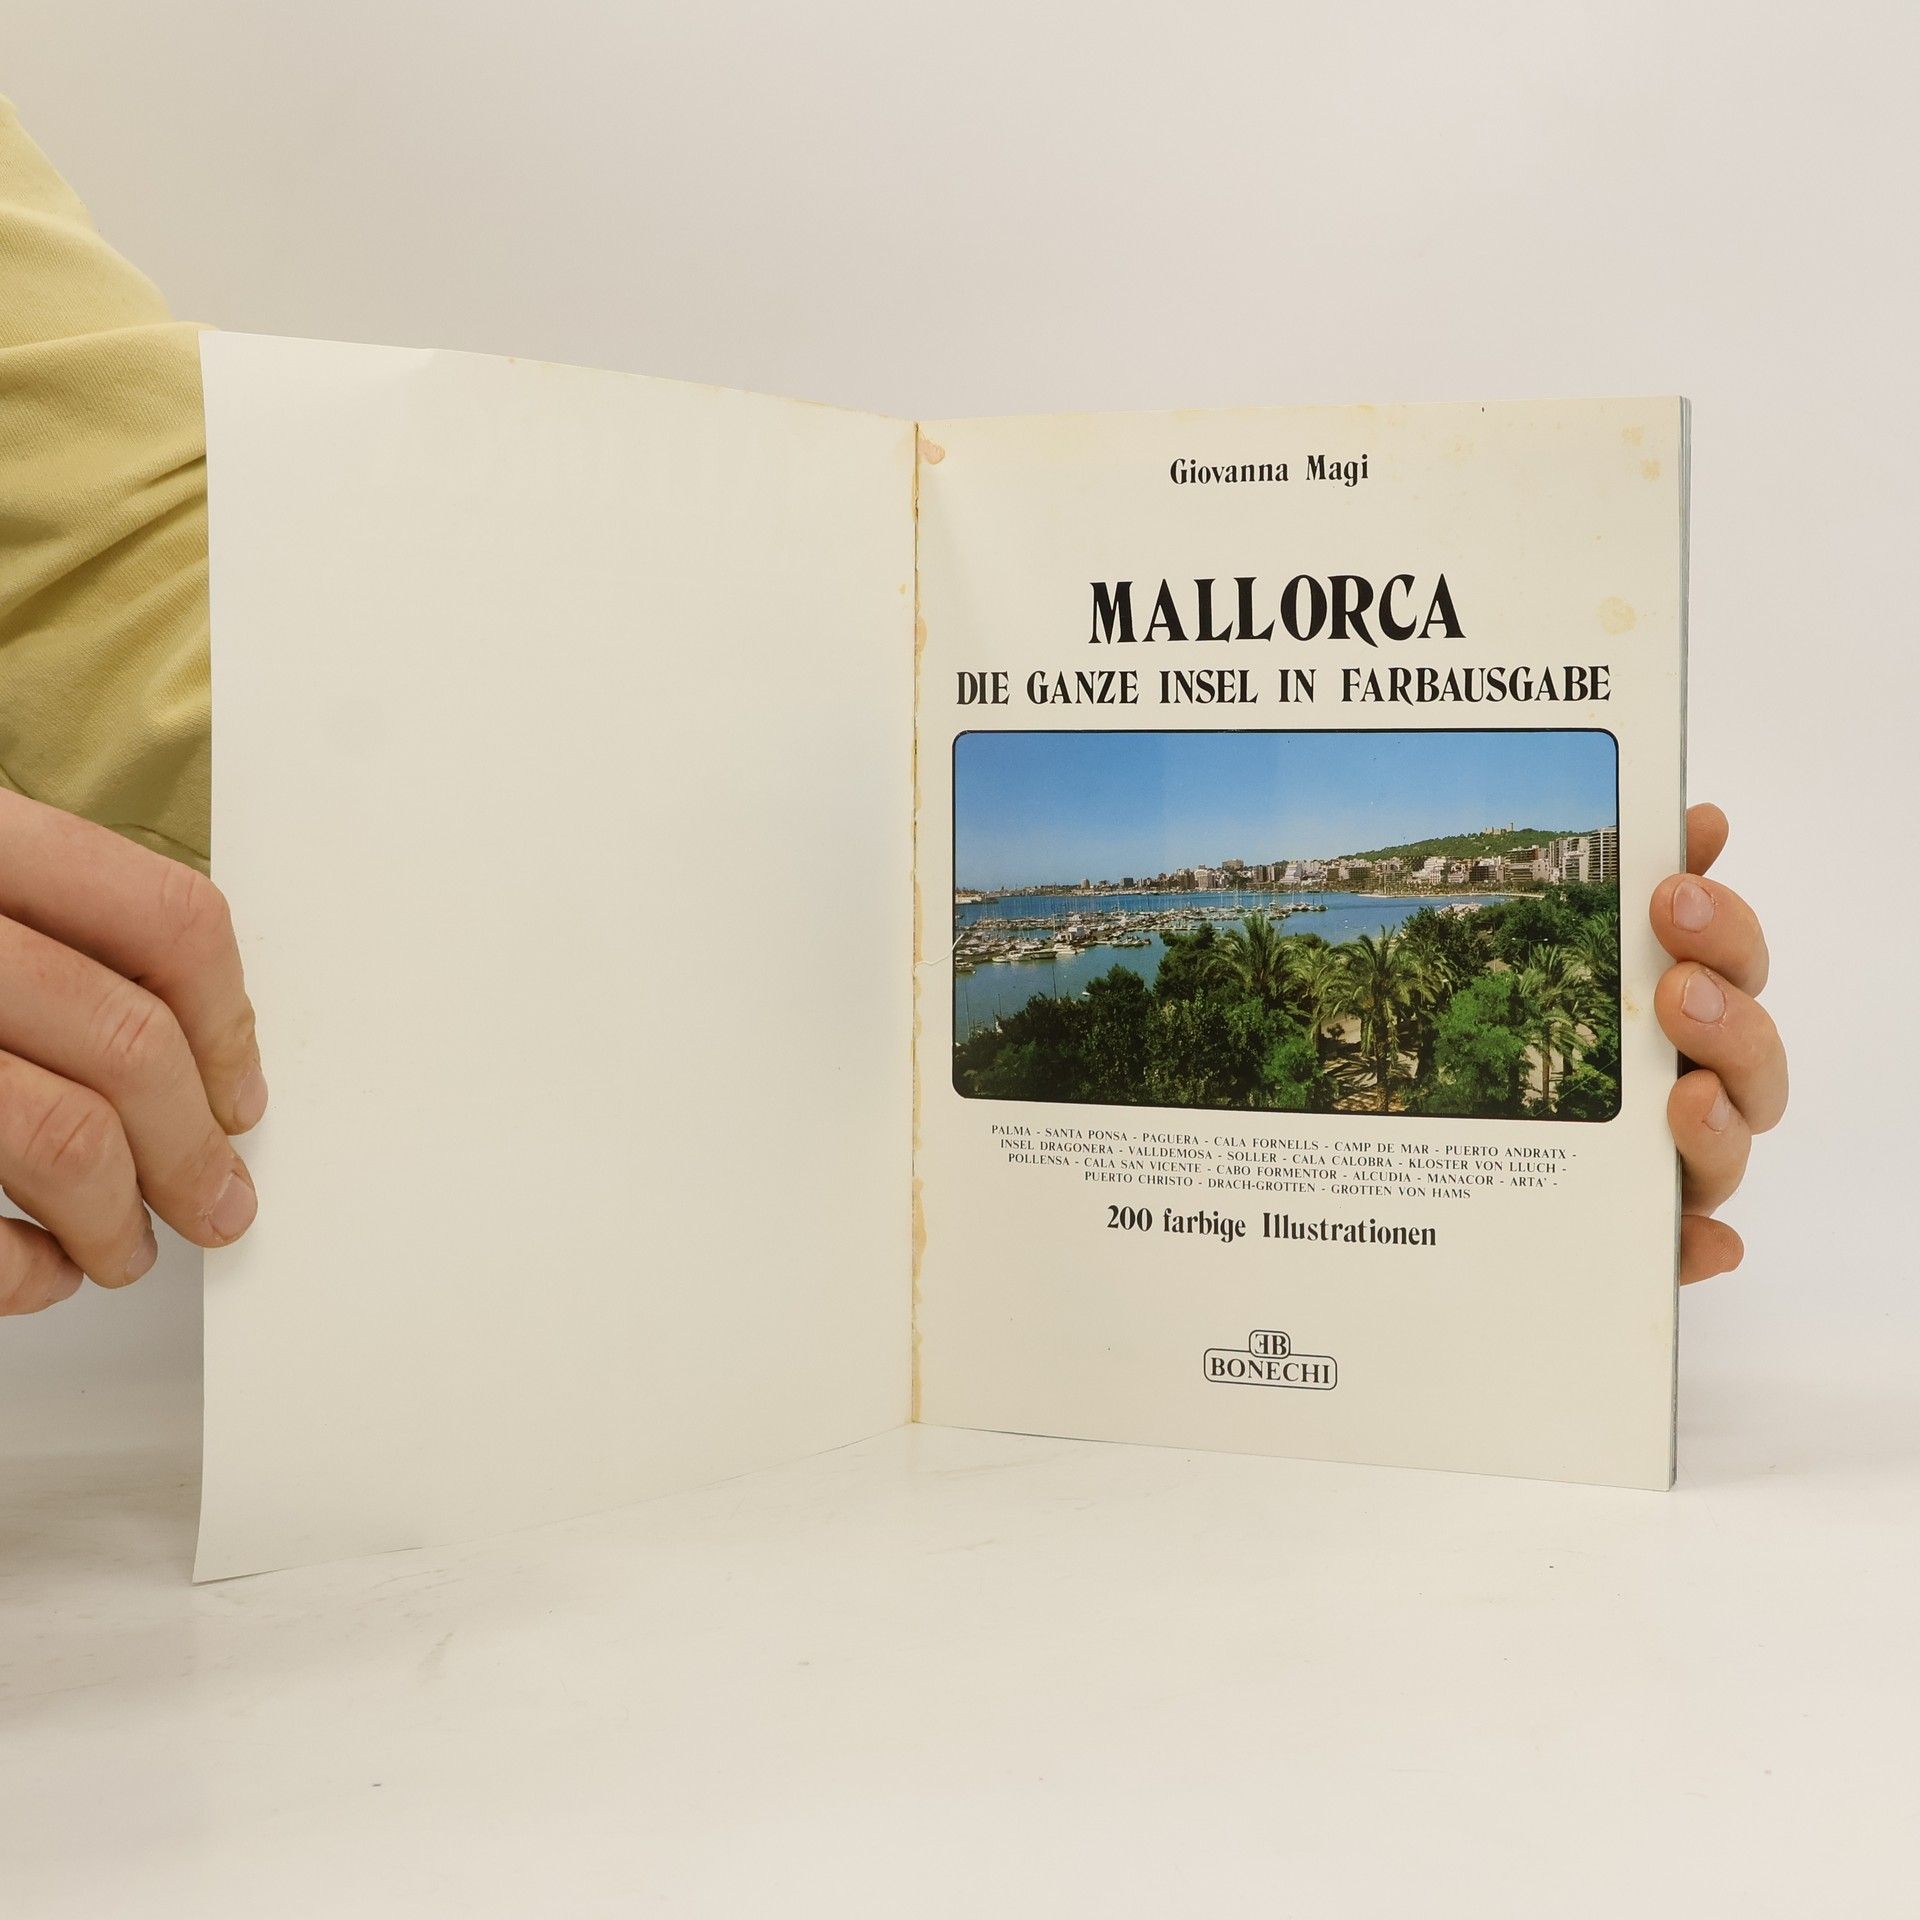 Giovanna Magi
MALLORCA
DIE GANZE INSEL IN FARBAUSGABE
PALMA - SANTA PONSA - PAGUERA - CALA FORNELLS - CAMP DE MAR - PUERTO ANDRATX -
INSEL DRAGONERA - VALLDEMOSA - SOLLER - CALA CALOBRA - KLOSTER VON LLUCH -
POLLENSA - CALA SAN VICENTE - CABO FORMENTOR - ALCUDIA - MANACOR - ARTA' -
PUERTO CHRISTO - DRACH-GROTTEN - GROTTEN VON HAMS
200 farbige Illustrationen
EB
BONECHI